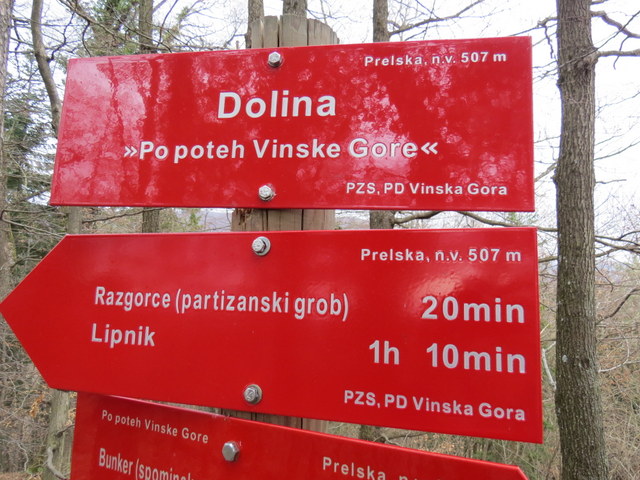 Prelska, n.v. 507 m
Dolina
»Po poteh Vinske Gore«
PZS, PD Vinska Gora
Prelska, n.v. 507 m
Razgorce (partizanski grob) 20min
Lipnik 1h 10min
PZS, PD Vinska Gora
Po poteh Vinske Gore
Prelska,
Bunker